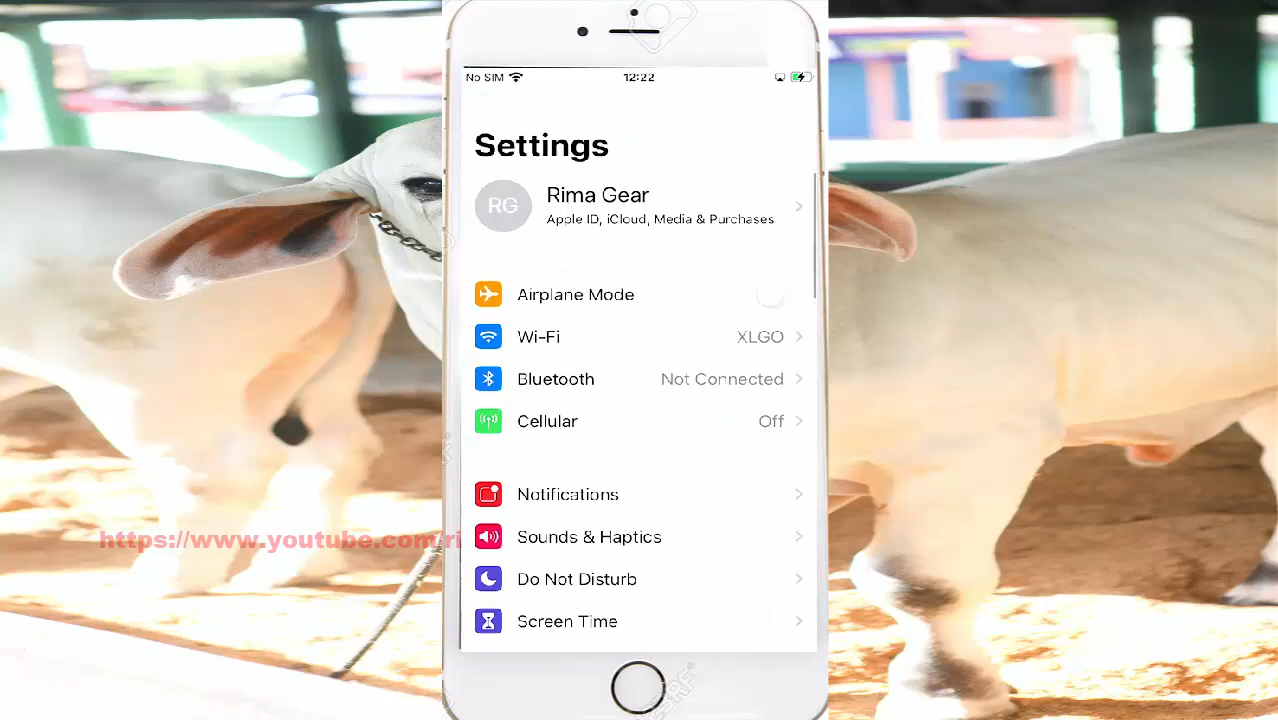 No SIM 12:22
Settings
RG
Rima Gear
Apple ID, iCloud, Media & Purchases
Airplane Mode
Wi-Fi XLGO
Bluetooth Not Connected
Cellular Off
Notifications
Sounds & Haptics
https://www.youtube.com/ri
Do Not Disturb
Screen Time